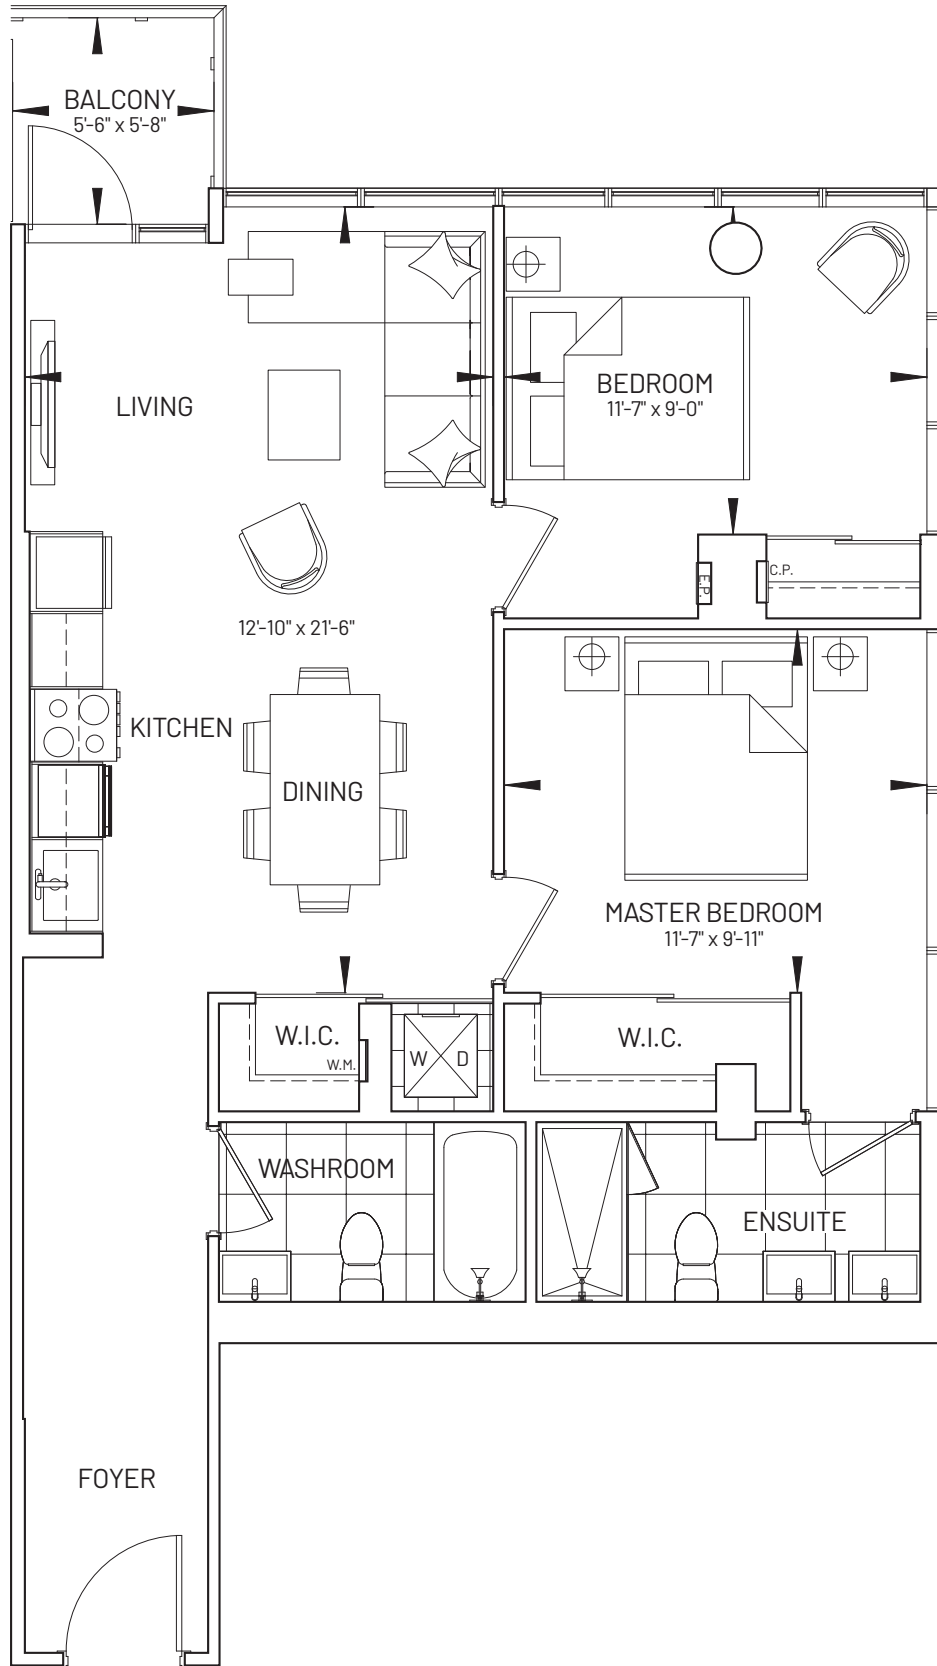 BALCONY
5'-6" x 5'-8"
LIVING
BEDROOM
11'-7" x 9'-0"
E.P.
C.P.
12'-10" x 21'-6"
KITCHEN
DINING
MASTER BEDROOM
11'-7" x 9'-11"
W.I.C.
W.M.
W D
W.I.C.
WASHROOM
ENSUITE
FOYER